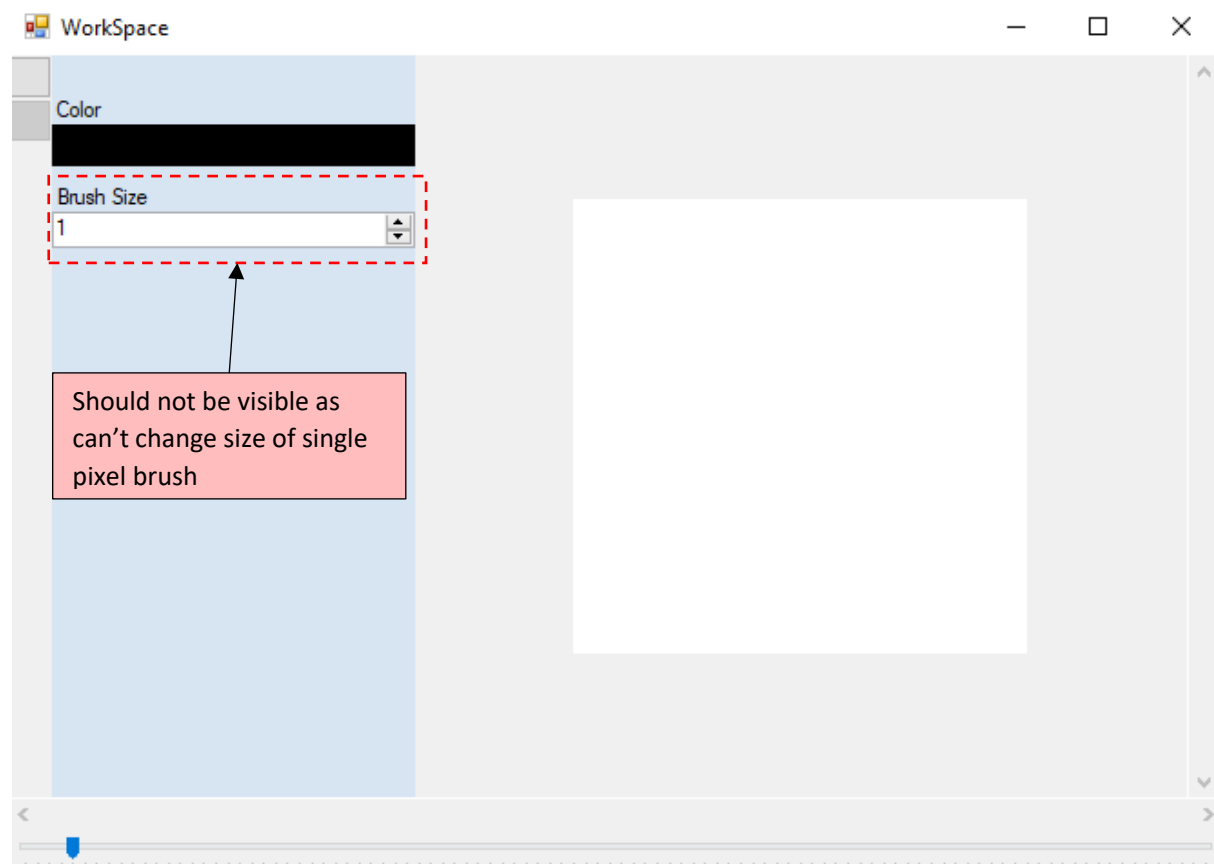 WorkSpace
Color
Brush Size
1
Should not be visible as
can’t change size of single
pixel brush